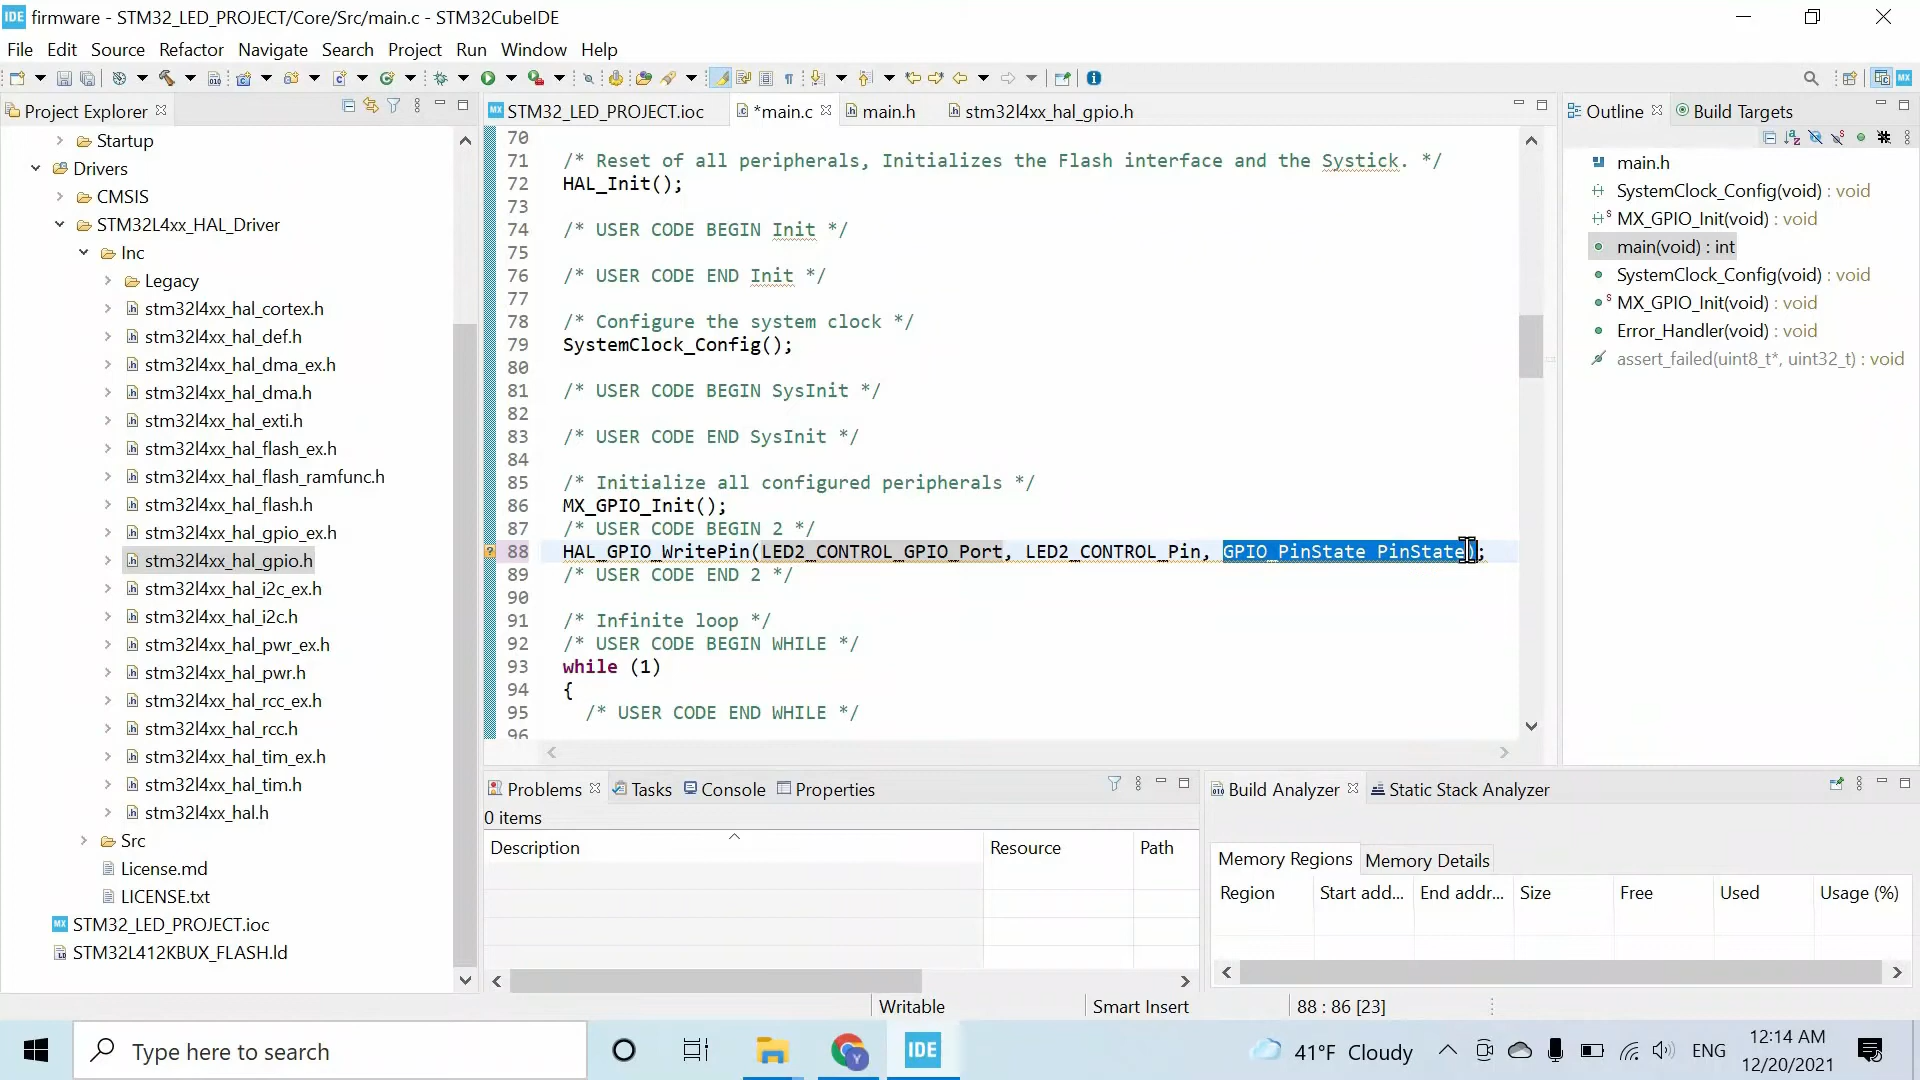 IDE firmware - STM32_LED_PROJECT/Core/Src/main.c - STM32CubeIDE
File Edit Source Refactor Navigate Search Project Run Window Help
Project Explorer
Startup
Drivers
CMSIS
STM32L4xx_HAL_Driver
Inc
Legacy
stm32l4xx_hal_cortex.h
stm32l4xx_hal_def.h
stm32l4xx_hal_dma_ex.h
stm32l4xx_hal_dma.h
stm32l4xx_hal_exti.h
stm32l4xx_hal_flash_ex.h
stm32l4xx_hal_flash_ramfunc.h
stm32l4xx_hal_flash.h
stm32l4xx_hal_gpio_ex.h
stm32l4xx_hal_gpio.h
stm32l4xx_hal_i2c_ex.h
stm32l4xx_hal_i2c.h
stm32l4xx_hal_pwr_ex.h
stm32l4xx_hal_pwr.h
stm32l4xx_hal_rcc_ex.h
stm32l4xx_hal_rcc.h
stm32l4xx_hal_tim_ex.h
stm32l4xx_hal_tim.h
stm32l4xx_hal.h
Src
License.md
LICENSE.txt
MX STM32_LED_PROJECT.ioc
STM32L412KBUX_FLASH.ld
MX STM32_LED_PROJECT.ioc *main.c main.h stm32l4xx_hal_gpio.h
70
71 /* Reset of all peripherals, Initializes the Flash interface and the Systick. */
72 HAL_Init();
73
74 /* USER CODE BEGIN Init */
75
76 /* USER CODE END Init */
77
78 /* Configure the system clock */
79 SystemClock_Config();
80
81 /* USER CODE BEGIN SysInit */
82
83 /* USER CODE END SysInit */
84
85 /* Initialize all configured peripherals */
86 MX_GPIO_Init();
87 /* USER CODE BEGIN 2 */
88 HAL_GPIO_WritePin(LED2_CONTROL_GPIO_Port, LED2_CONTROL_Pin, GPIO_PinState PinState);
89 /* USER CODE END 2 */
90
91 /* Infinite loop */
92 /* USER CODE BEGIN WHILE */
93 while (1)
94 {
95 /* USER CODE END WHILE */
96
Outline Build Targets
main.h
SystemClock_Config(void) : void
MX_GPIO_Init(void) : void
main(void) : int
SystemClock_Config(void) : void
MX_GPIO_Init(void) : void
Error_Handler(void) : void
assert_failed(uint8_t*, uint32_t) : void
Problems Tasks Console Properties
0 items
Description Resource Path
Build Analyzer Static Stack Analyzer
Memory Regions Memory Details
Region Start add... End addr... Size Free Used Usage (%)
Writable Smart Insert 88 : 86 [23]
Type here to search
IDE
41°F Cloudy
ENG
12:14 AM
12/20/2021